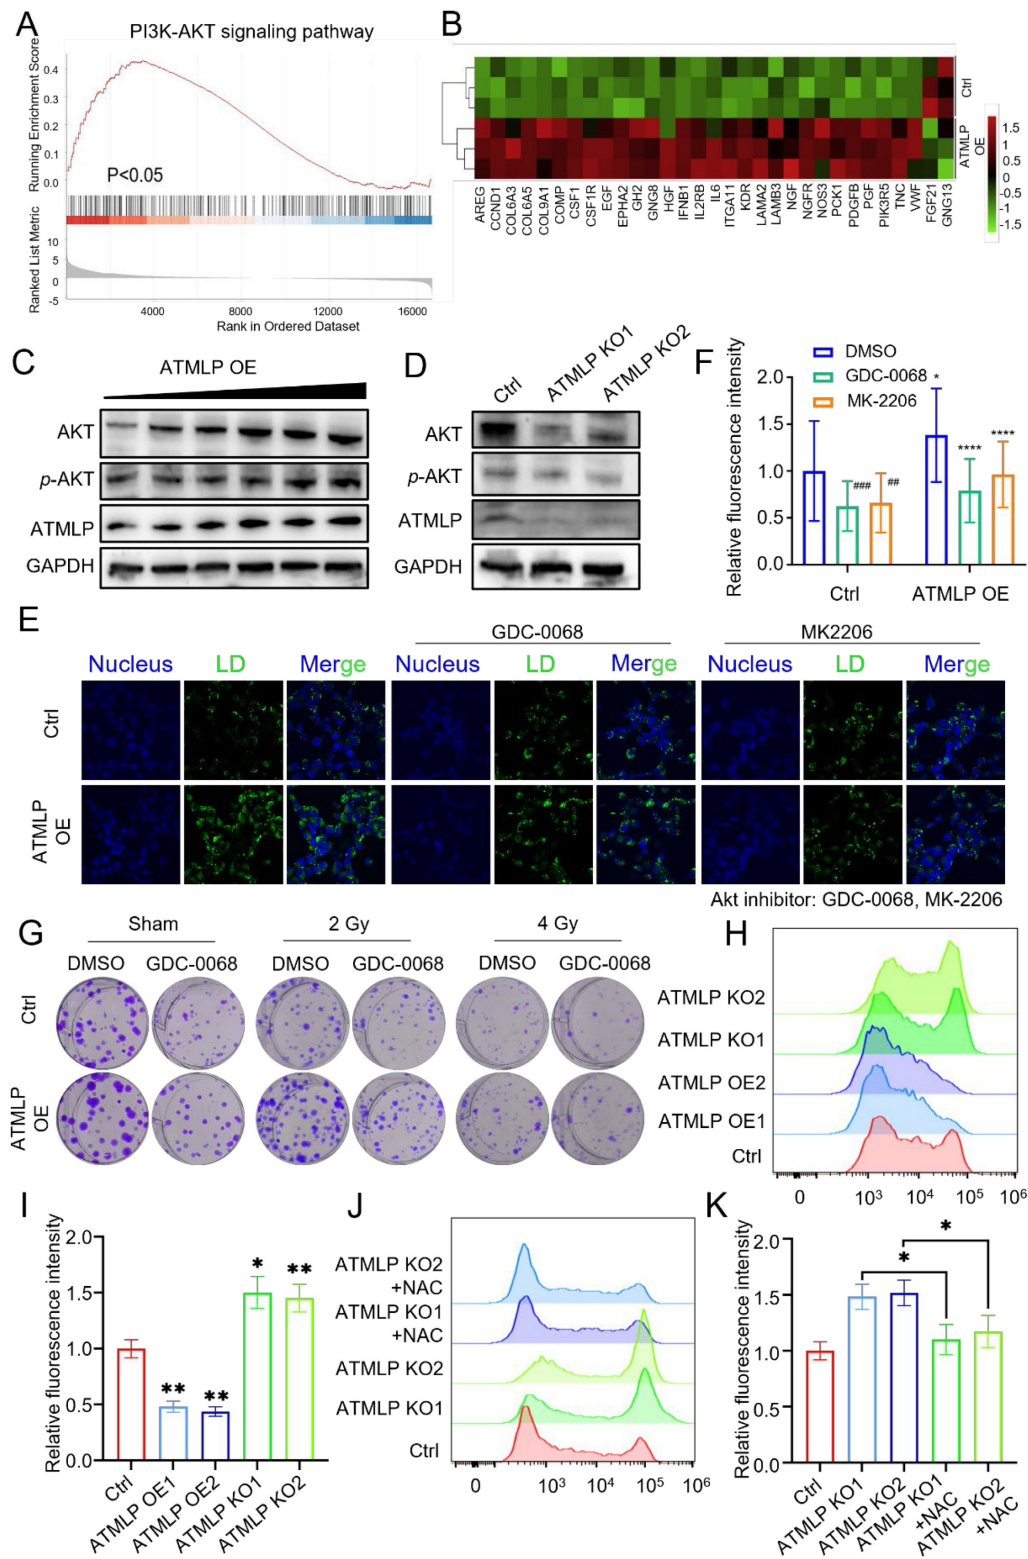 A
PI3K-AKT signaling pathway
Running Enrichment Score
0.4
0.3
0.2
0.1
0.0
P<0.05
Ranked List Metric
10
5
0
-5
4000
8000
12000
16000
Rank in Ordered Dataset
B
Ctrl
ATMLP
OE
1.5
1
0.5
0
-0.5
-1
-1.5
AREG
CCND1
COL6A3
COL6A5
COL9A1
COMP
CSF1
CSF1R
EGF
EPHA2
GH2
GNG8
HGF
IFNB1
IL2RB
IL6
ITGA11
KDR
LAMA2
LAMB3
NGF
NGFR
NOS3
PCK1
PDGFB
PGF
PIK3R5
TNC
VWF
FGF21
GNG13
C
ATMLP OE
AKT
p-AKT
ATMLP
GAPDH
D
Ctrl
ATMLP KO1
ATMLP KO2
AKT
p-AKT
ATMLP
GAPDH
F
DMSO
GDC-0068
MK-2206
Relative fluorescence intensity
2.0
1.5
1.0
0.5
0.0
###
##
*
****
****
Ctrl
ATMLP OE
E
GDC-0068
MK2206
Nucleus LD Merge Nucleus LD Merge Nucleus LD Merge
Ctrl
ATMLP
OE
Akt inhibitor: GDC-0068, MK-2206
G
Sham
2 Gy
4 Gy
DMSO GDC-0068 DMSO GDC-0068 DMSO GDC-0068
Ctrl
ATMLP
OE
H
ATMLP KO2
ATMLP KO1
ATMLP OE2
ATMLP OE1
Ctrl
0 10³ 10⁴ 10⁵ 10⁶
I
Relative fluorescence intensity
2.0
1.5
1.0
0.5
0.0
**
**
*
**
Ctrl
ATMLP OE1
ATMLP OE2
ATMLP KO1
ATMLP KO2
J
ATMLP KO2
+NAC
ATMLP KO1
+NAC
ATMLP KO2
ATMLP KO1
Ctrl
0 10³ 10⁴ 10⁵ 10⁶
K
Relative fluorescence intensity
2.0
1.5
1.0
0.5
0.0
*
*
Ctrl
ATMLP KO1
ATMLP KO2
ATMLP KO1
+NAC
ATMLP KO2
+NAC